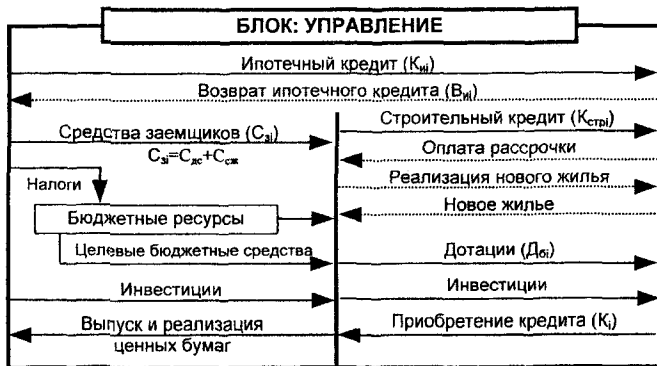 БЛОК: УПРАВЛЕНИЕ
Ипотечный кредит (Kиi)
Возврат ипотечного кредита (Виi)
Средства заемщиков (Сзi)
Сзi=Сдс+Ссж
Строительный кредит (Кстрi)
Оплата рассрочки
Налоги
Реализация нового жилья
Бюджетные ресурсы
Новое жилье
Целевые бюджетные средства
Дотации (Дбi)
Инвестиции
Инвестиции
Выпуск и реализация
ценных бумаг
Приобретение кредита (Кi)